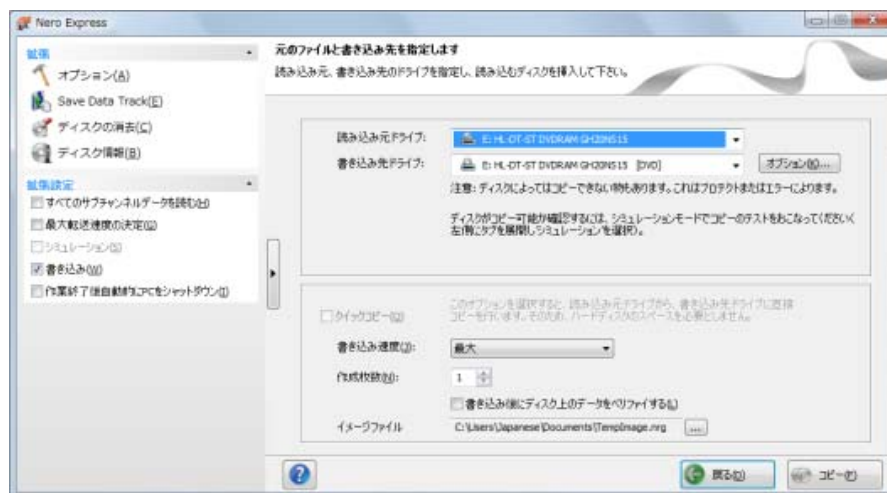 Nero Express
拡張
オプション(A)
Save Data Track(E)
ディスクの消去(C)
ディスク情報(B)
拡張設定
すべてのサブチャンネルデータを読む(H)
最大転送速度の決定(G)
シミュレーション(S)
書き込み(W)
作業終了後自動的にPCをシャットダウン(T)
元のファイルと書き込み先を指定します
読み込み元、書き込み先のドライブを指定し、読み込むディスクを挿入して下さい。
読み込み元ドライブ: E: HL-DT-ST DVDRAM GH20NS15
書き込み先ドライブ: E: HL-DT-ST DVDRAM GH20NS15 [DVD] オプション(O)...
注意: ディスクによってはコピーできない物もあります。これはプロテクトまたはエラーによります。
ディスクがコピー可能か確認するには、シミュレーションモードでコピーのテストをおこなってください(
左側にタブを展開しシミュレーションを選択)。
クイックコピー(Q) このオプションを選択すると、読み込み元ドライブから、書き込み先ドライブに直接
コピーを行います。そのため、ハードディスクのスペースを必要としません。
書き込み速度(J): 最大
作成枚数(N): 1
書き込み後にディスク上のデータをベリファイする(L)
イメージファイル C:\Users\Japanese\Documents\TempImage.nrg ...
戻る(D) コピー(P)